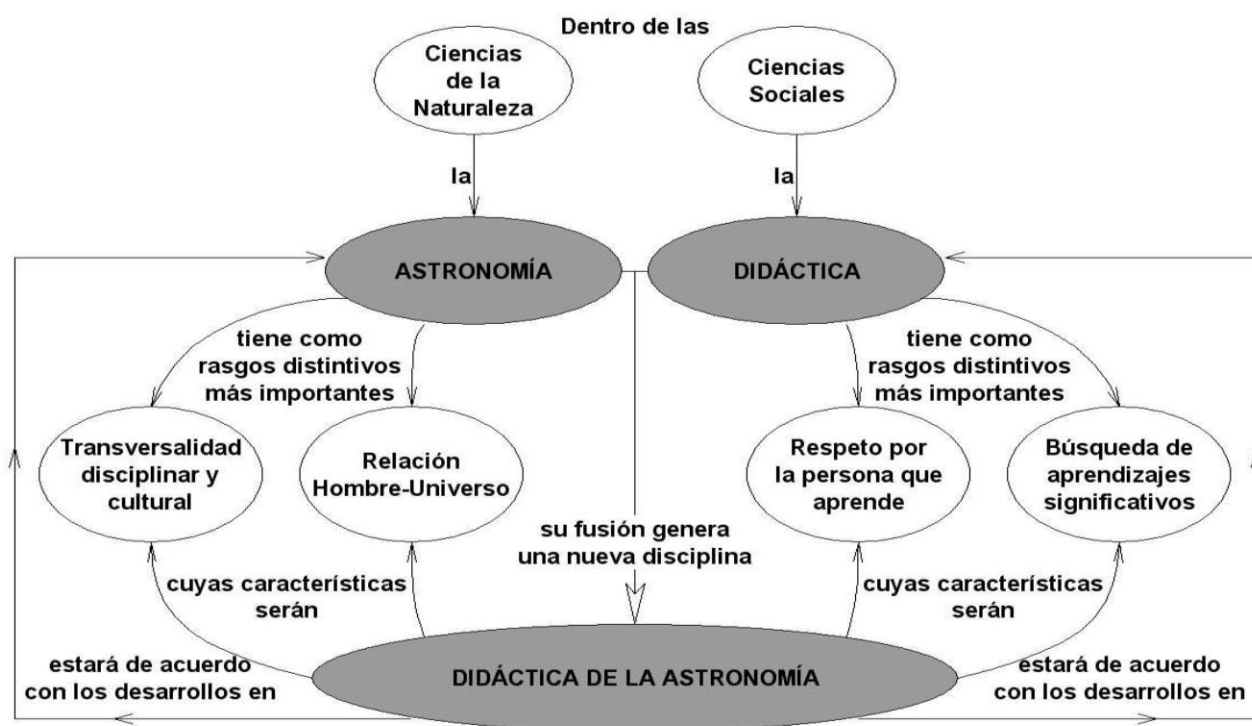 Dentro de las
Ciencias
de la
Naturaleza
Ciencias
Sociales
la
la
ASTRONOMÍA
DIDÁCTICA
tiene como
rasgos distintivos
más importantes
tiene como
rasgos distintivos
más importantes
Transversalidad
disciplinar y
cultural
Relación
Hombre-Universo
Respeto por
la persona que
aprende
Búsqueda de
aprendizajes
significativos
su fusión genera
una nueva disciplina
cuyas características
serán
cuyas características
serán
DIDÁCTICA DE LA ASTRONOMÍA
estará de acuerdo
con los desarrollos en
estará de acuerdo
con los desarrollos en